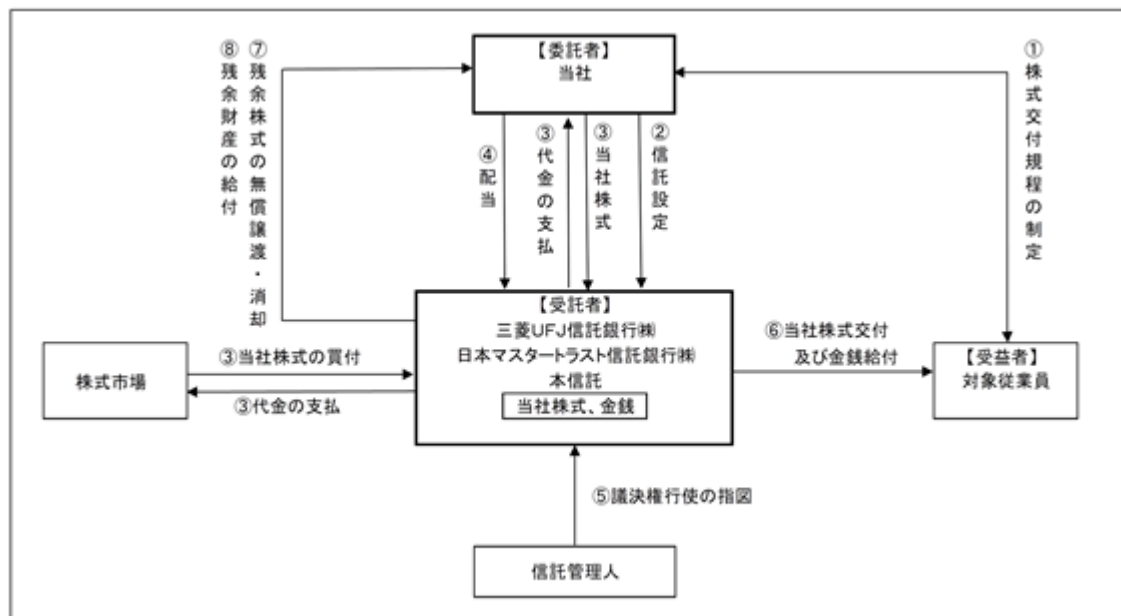 ⑧残余財産の給付
⑦残余株式の無償譲渡・消却
【委託者】
当社
①株式交付規程の制定
④配当
③代金の支払
③当社株式
②信託設定
【受託者】
三菱UFJ信託銀行㈱
日本マスタートラスト信託銀行㈱
本信託
当社株式、金銭
株式市場
③当社株式の買付
③代金の支払
⑥当社株式交付
及び金銭給付
【受益者】
対象従業員
⑤議決権行使の指図
信託管理人